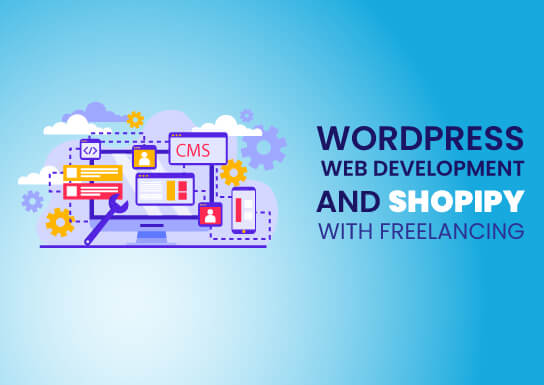 CMS
</>
WORDPRESS
WEB DEVELOPMENT
AND SHOPIPY
WITH FREELANCING